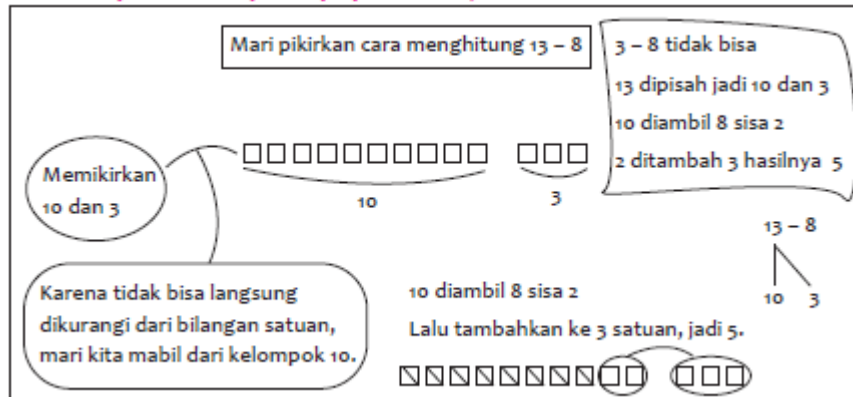 Mari pikirkan cara menghitung 13 – 8
3 – 8 tidak bisa
13 dipisah jadi 10 dan 3
10 diambil 8 sisa 2
2 ditambah 3 hasilnya 5
Memikirkan
10 dan 3
10
3
13 – 8
10 3
Karena tidak bisa langsung
dikurangi dari bilangan satuan,
mari kita mabil dari kelompok 10.
10 diambil 8 sisa 2
Lalu tambahkan ke 3 satuan, jadi 5.